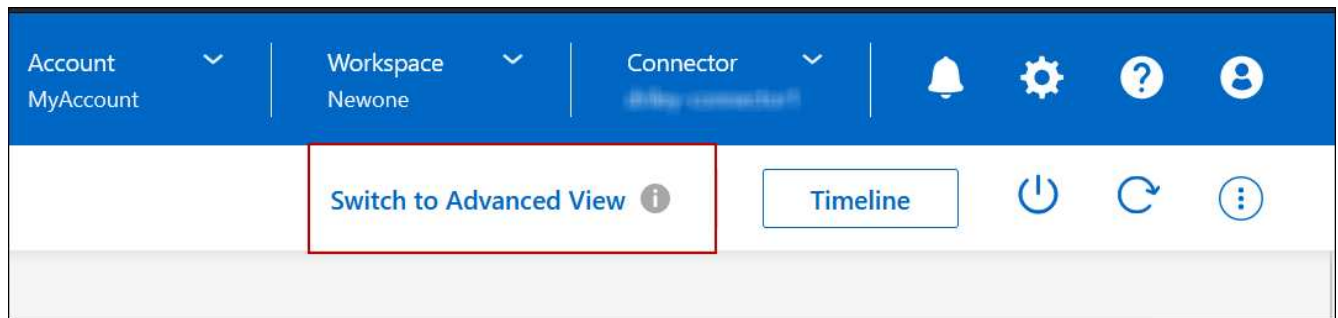 Account
MyAccount
Workspace
Newone
Connector
Switch to Advanced View
Timeline